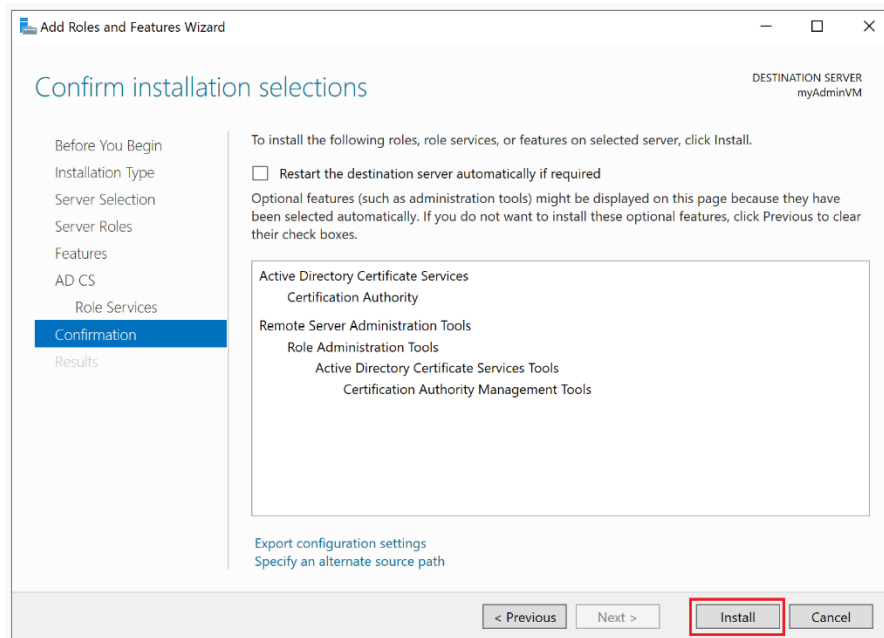 Add Roles and Features Wizard
Confirm installation selections
DESTINATION SERVER
myAdminVM
Before You Begin
Installation Type
Server Selection
Server Roles
Features
AD CS
Role Services
Confirmation
Results
To install the following roles, role services, or features on selected server, click Install.
Restart the destination server automatically if required
Optional features (such as administration tools) might be displayed on this page because they have
been selected automatically. If you do not want to install these optional features, click Previous to clear
their check boxes.
Active Directory Certificate Services
Certification Authority
Remote Server Administration Tools
Role Administration Tools
Active Directory Certificate Services Tools
Certification Authority Management Tools
Export configuration settings
Specify an alternate source path
< Previous
Next >
Install
Cancel